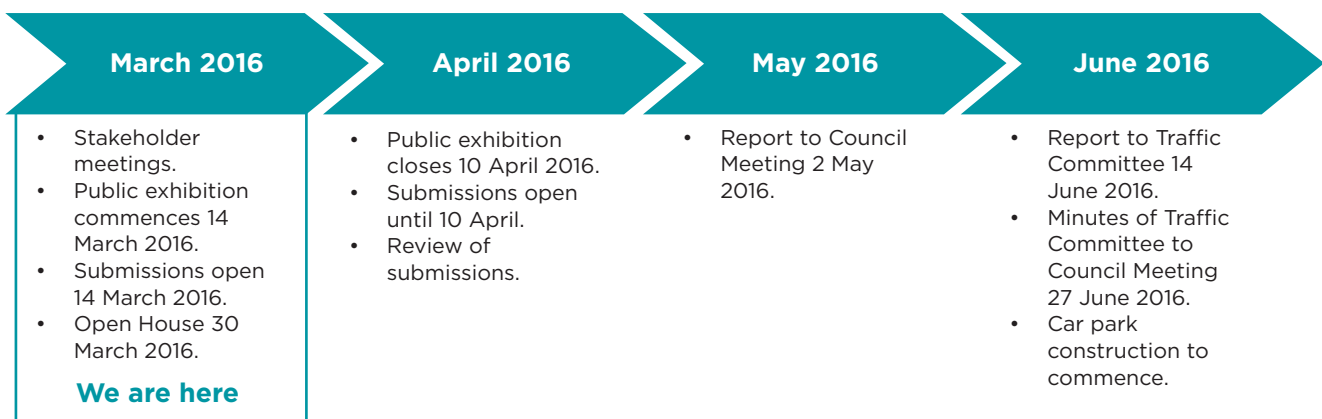 March 2016
• Stakeholder
meetings.
• Public exhibition
commences 14
March 2016.
• Submissions open
14 March 2016.
• Open House 30
March 2016.
We are here
April 2016
• Public exhibition
closes 10 April 2016.
• Submissions open
until 10 April.
• Review of
submissions.
May 2016
• Report to Council
Meeting 2 May
2016.
June 2016
• Report to Traffic
Committee 14
June 2016.
• Minutes of Traffic
Committee to
Council Meeting
27 June 2016.
• Car park
construction to
commence.